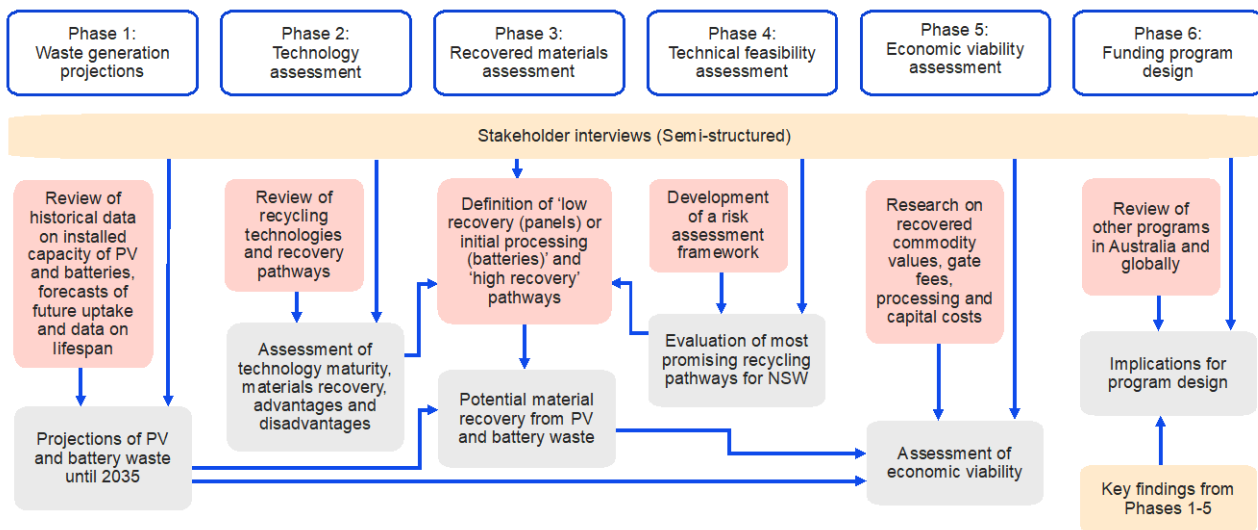 Phase 1:
Waste generation
projections
Phase 2:
Technology
assessment
Phase 3:
Recovered materials
assessment
Phase 4:
Technical feasibility
assessment
Phase 5:
Economic viability
assessment
Phase 6:
Funding program
design
Stakeholder interviews (Semi-structured)
Review of
historical data
on installed
capacity of PV
and batteries,
forecasts of
future uptake
and data on
lifespan
Review of
recycling
technologies
and recovery
pathways
Definition of ‘low
recovery (panels) or
initial processing
(batteries)’ and
‘high recovery’
pathways
Development
of a risk
assessment
framework
Research on
recovered
commodity
values, gate
fees,
processing and
capital costs
Review of
other programs
in Australia and
globally
Assessment of
technology maturity,
materials recovery,
advantages and
disadvantages
Evaluation of most
promising recycling
pathways for NSW
Implications for
program design
Projections of PV
and battery waste
until 2035
Potential material
recovery from PV
and battery waste
Assessment of
economic viability
Key findings from
Phases 1-5